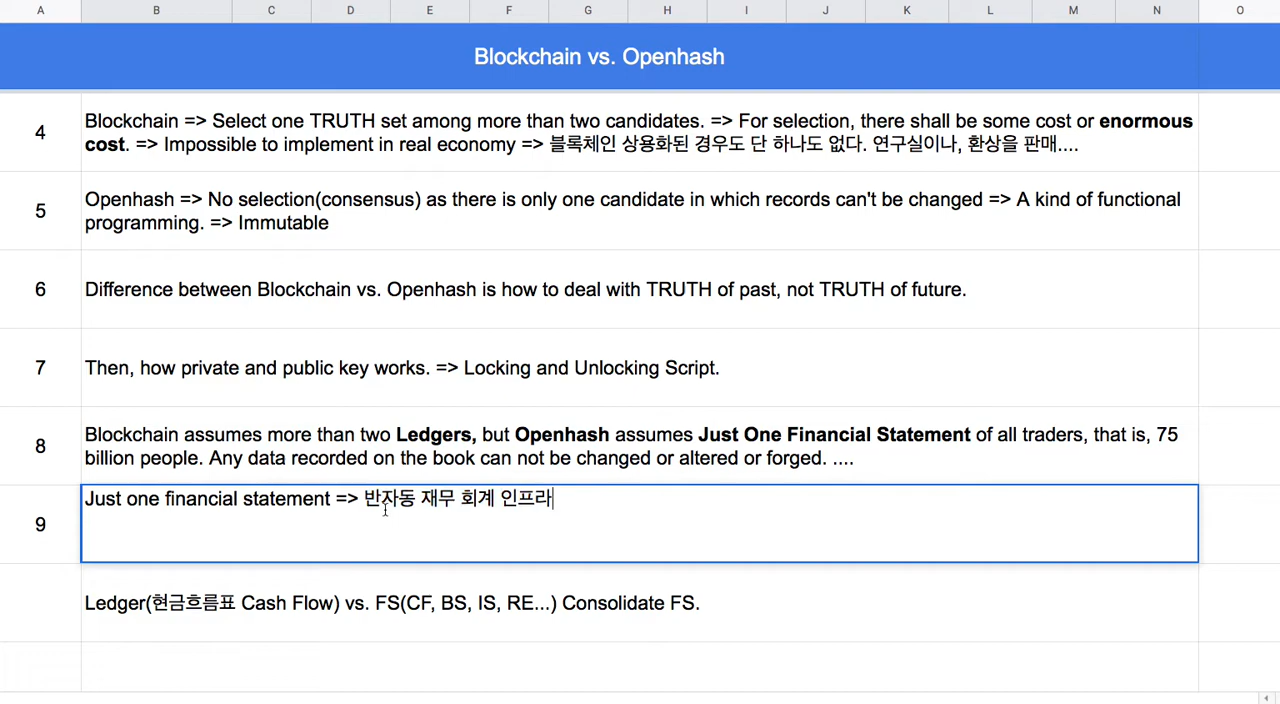 A B C D E F G H I J K L M N O
Blockchain vs. Openhash
4
Blockchain => Select one TRUTH set among more than two candidates. => For selection, there shall be some cost or enormous
cost. => Impossible to implement in real economy => 블록체인 상용화된 경우도 단 하나도 없다. 연구실이나, 환상을 판매....
5
Openhash => No selection(consensus) as there is only one candidate in which records can't be changed => A kind of functional
programming. => Immutable
6
Difference between Blockchain vs. Openhash is how to deal with TRUTH of past, not TRUTH of future.
7
Then, how private and public key works. => Locking and Unlocking Script.
8
Blockchain assumes more than two Ledgers, but Openhash assumes Just One Financial Statement of all traders, that is, 75
billion people. Any data recorded on the book can not be changed or altered or forged. ....
9
Just one financial statement => 반자동 재무 회계 인프라
Ledger(현금흐름표 Cash Flow) vs. FS(CF, BS, IS, RE...) Consolidate FS.